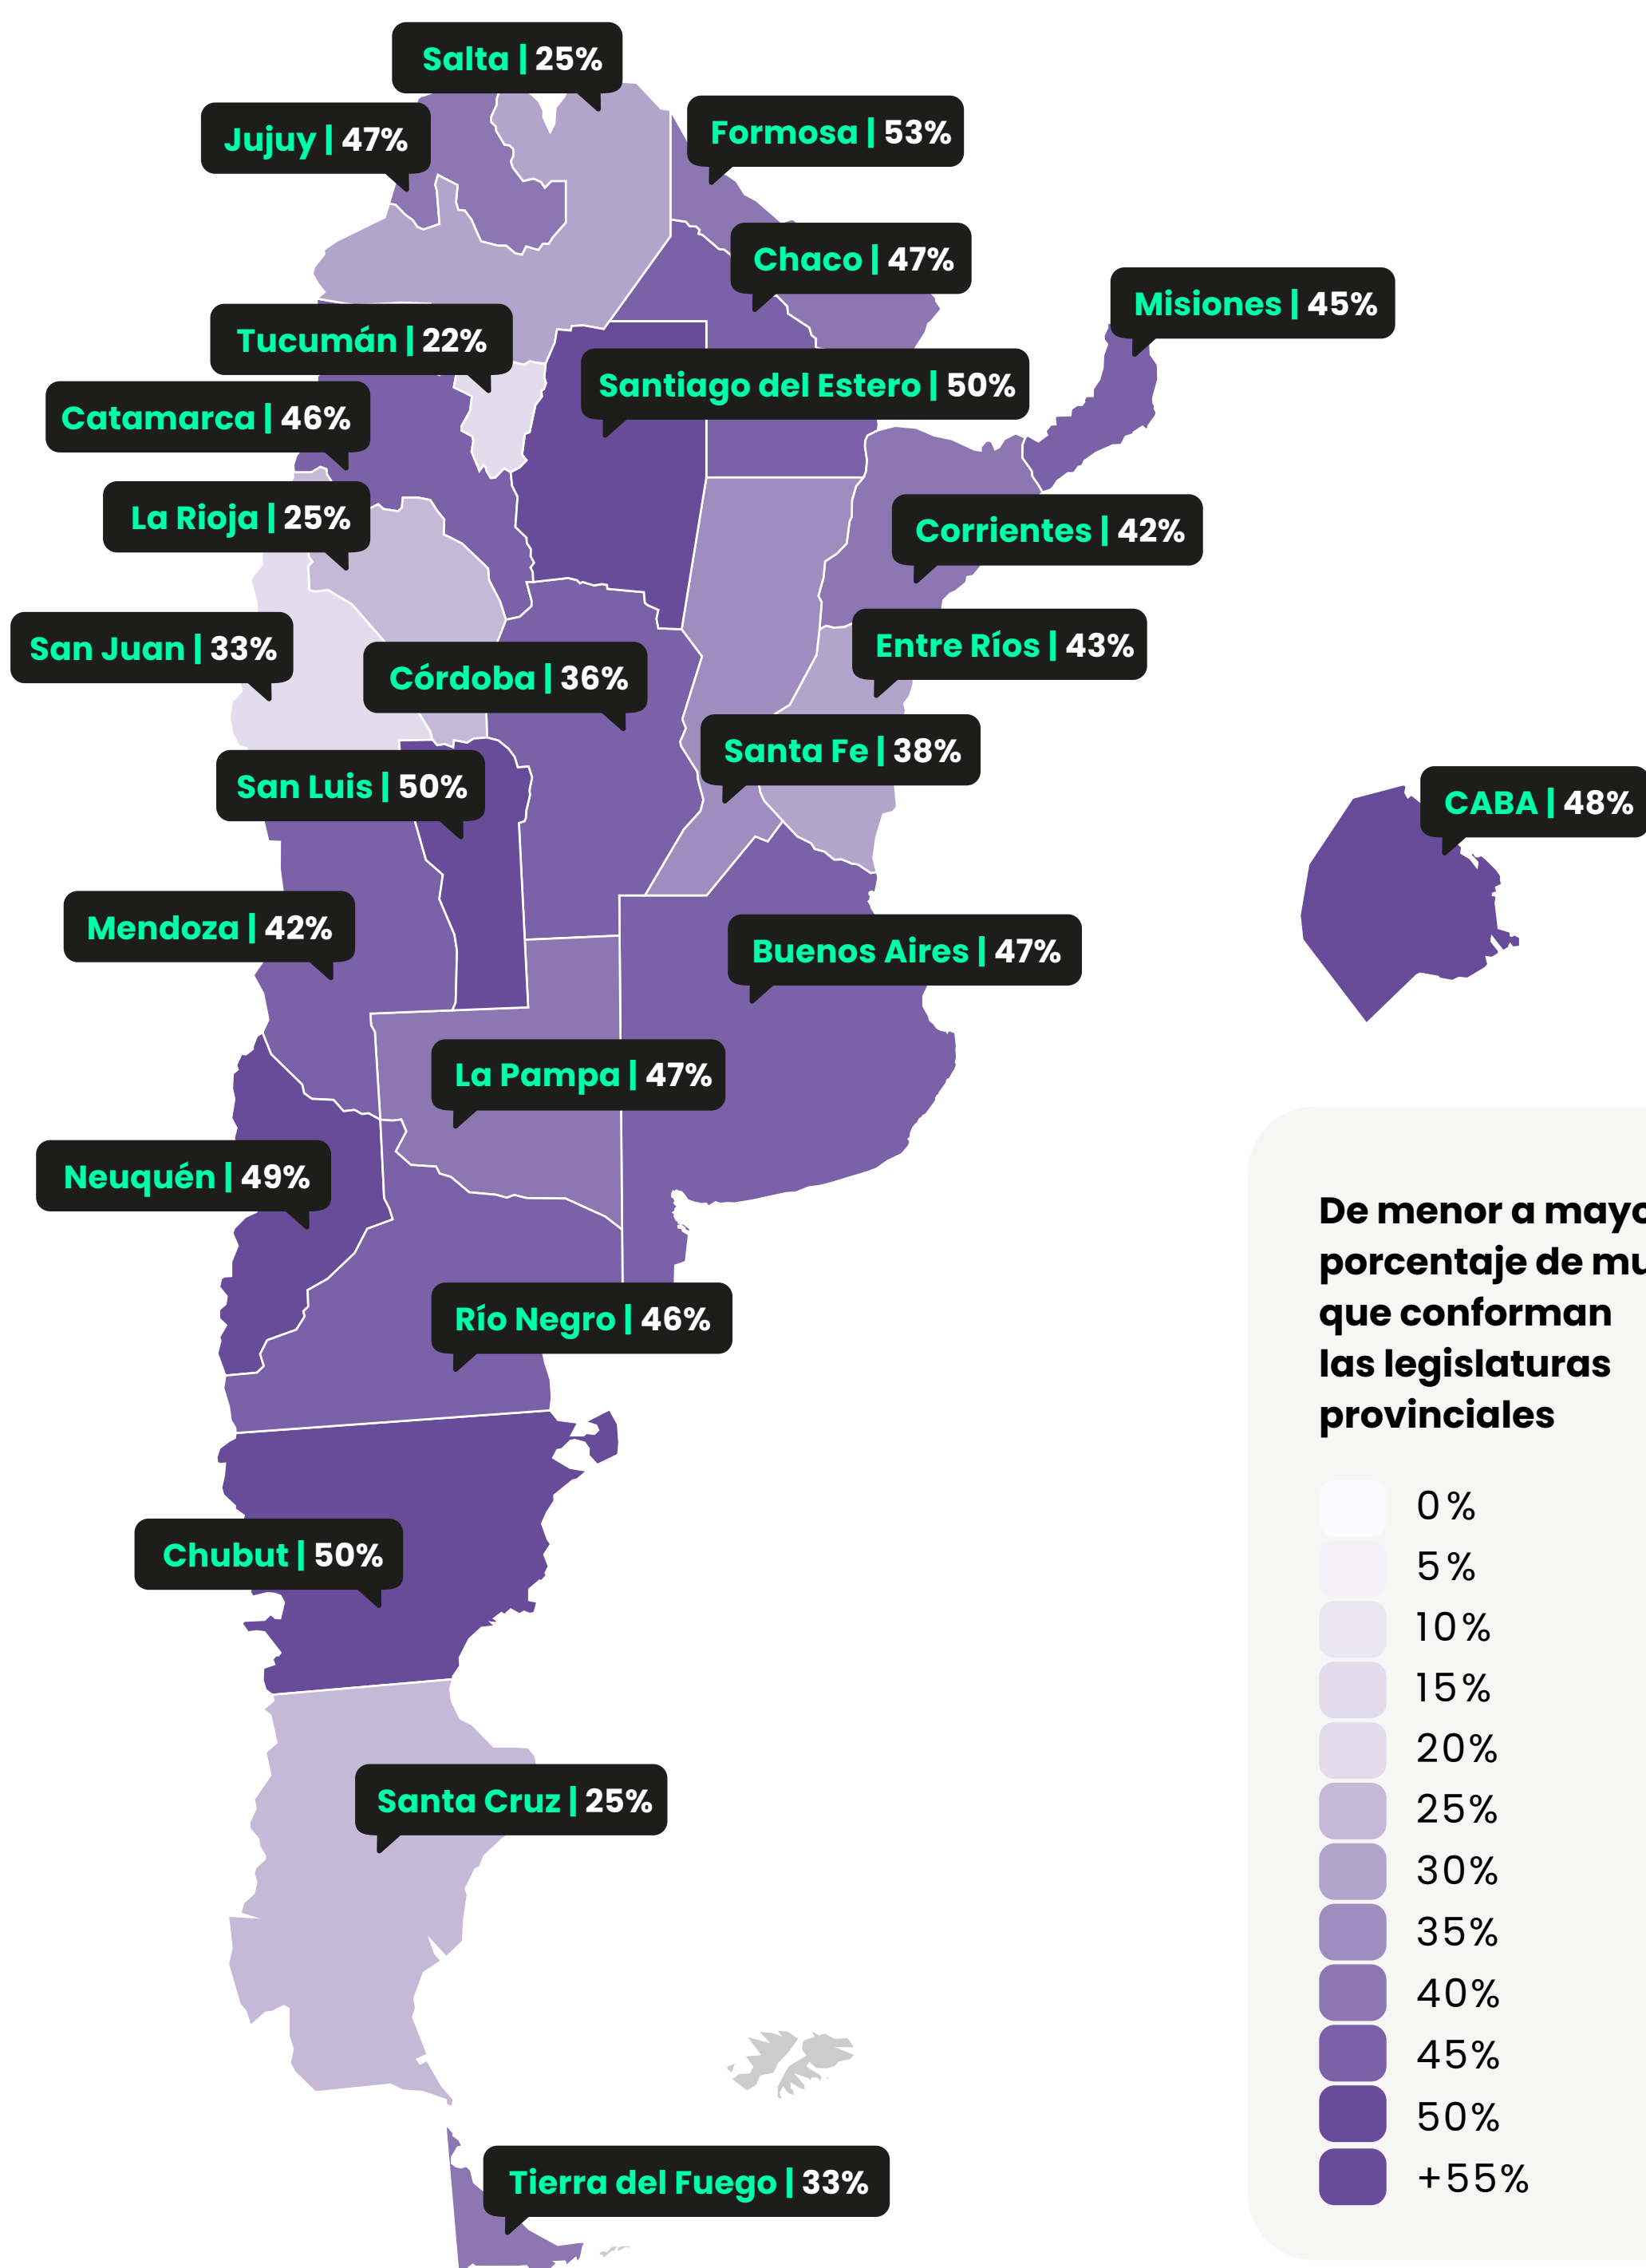 Salta | 25%
Jujuy | 47%
Formosa | 53%
Chaco | 47%
Misiones | 45%
Tucumán | 22%
Santiago del Estero | 50%
Catamarca | 46%
La Rioja | 25%
Corrientes | 42%
San Juan | 33%
Entre Ríos | 43%
Córdoba | 36%
Santa Fe | 38%
San Luis | 50%
CABA | 48%
Mendoza | 42%
Buenos Aires | 47%
La Pampa | 47%
Neuquén | 49%
Río Negro | 46%
Chubut | 50%
Santa Cruz | 25%
Tierra del Fuego | 33%
De menor a
porcentaje de
que conforman
las legislaturas
provinciales
0%
5%
10%
15%
20%
25%
30%
35%
40%
45%
50%
+55%